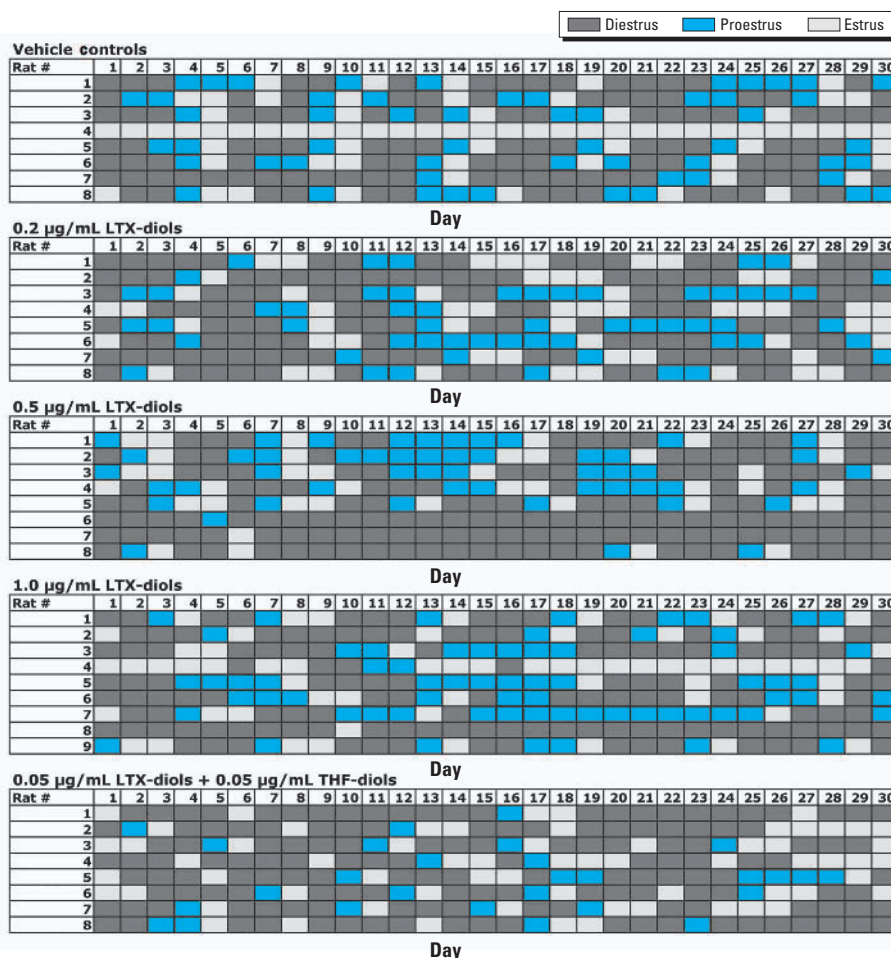 Diestrus Proestrus Estrus
Vehicle controls
Rat # 1 2 3 4 5 6 7 8 9 10 11 12 13 14 15 16 17 18 19 20 21 22 23 24 25 26 27 28 29 30
1
2
3
4
5
6
7
8
Day
0.2 µg/mL LTX-diols
Rat # 1 2 3 4 5 6 7 8 9 10 11 12 13 14 15 16 17 18 19 20 21 22 23 24 25 26 27 28 29 30
1
2
3
4
5
6
7
8
Day
0.5 µg/mL LTX-diols
Rat # 1 2 3 4 5 6 7 8 9 10 11 12 13 14 15 16 17 18 19 20 21 22 23 24 25 26 27 28 29 30
1
2
3
4
5
6
7
8
Day
1.0 µg/mL LTX-diols
Rat # 1 2 3 4 5 6 7 8 9 10 11 12 13 14 15 16 17 18 19 20 21 22 23 24 25 26 27 28 29 30
1
2
3
4
5
6
7
8
9
Day
0.05 µg/mL LTX-diols + 0.05 µg/mL THF-diols
Rat # 1 2 3 4 5 6 7 8 9 10 11 12 13 14 15 16 17 18 19 20 21 22 23 24 25 26 27 28 29 30
1
2
3
4
5
6
7
8
Day